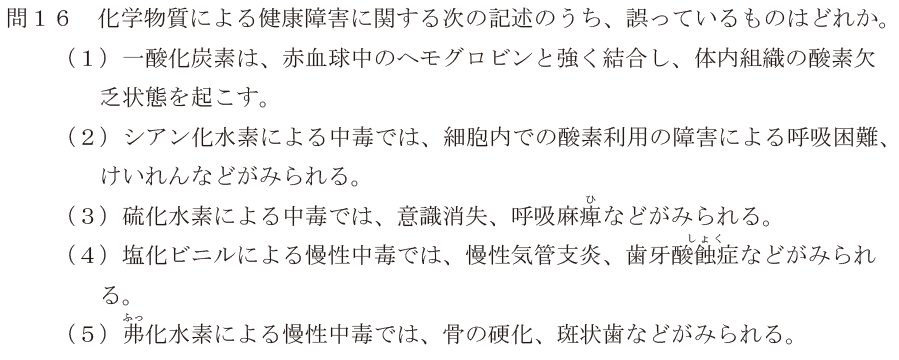 問１６　化学物質による健康障害に関する次の記述のうち、誤っているものはどれか。
（１）一酸化炭素は、赤血球中のヘモグロビンと強く結合し、体内組織の酸素欠
乏状態を起こす。
（２）シアン化水素による中毒では、細胞内での酸素利用の障害による呼吸困難、
けいれんなどがみられる。
ひ
（３）硫化水素による中毒では、意識消失、呼吸麻痺などがみられる。
しょく
（４）塩化ビニルによる慢性中毒では、慢性気管支炎、歯牙酸蝕症などがみられ
る。
ふっ
（５）弗化水素による慢性中毒では、骨の硬化、斑状歯などがみられる。